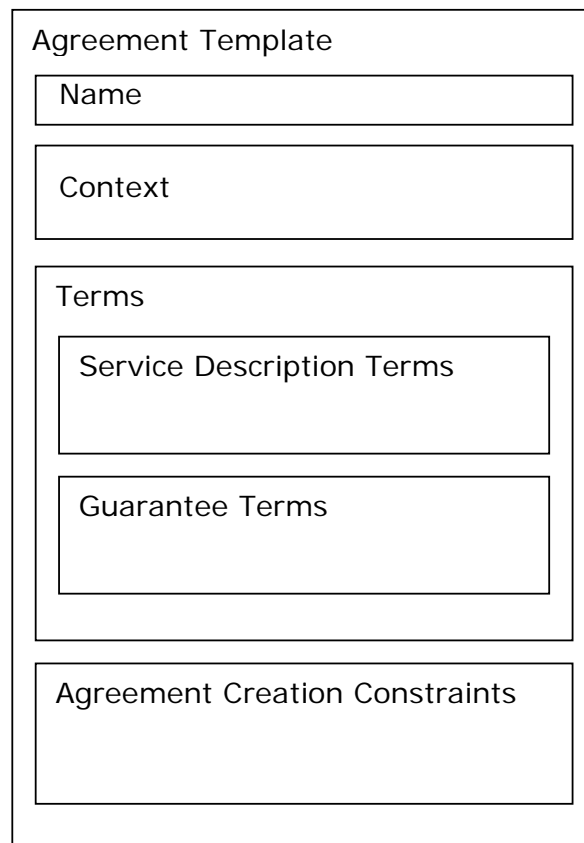 Agreement Template
Name
Context
Terms
Service Description Terms
Guarantee Terms
Agreement Creation Constraints